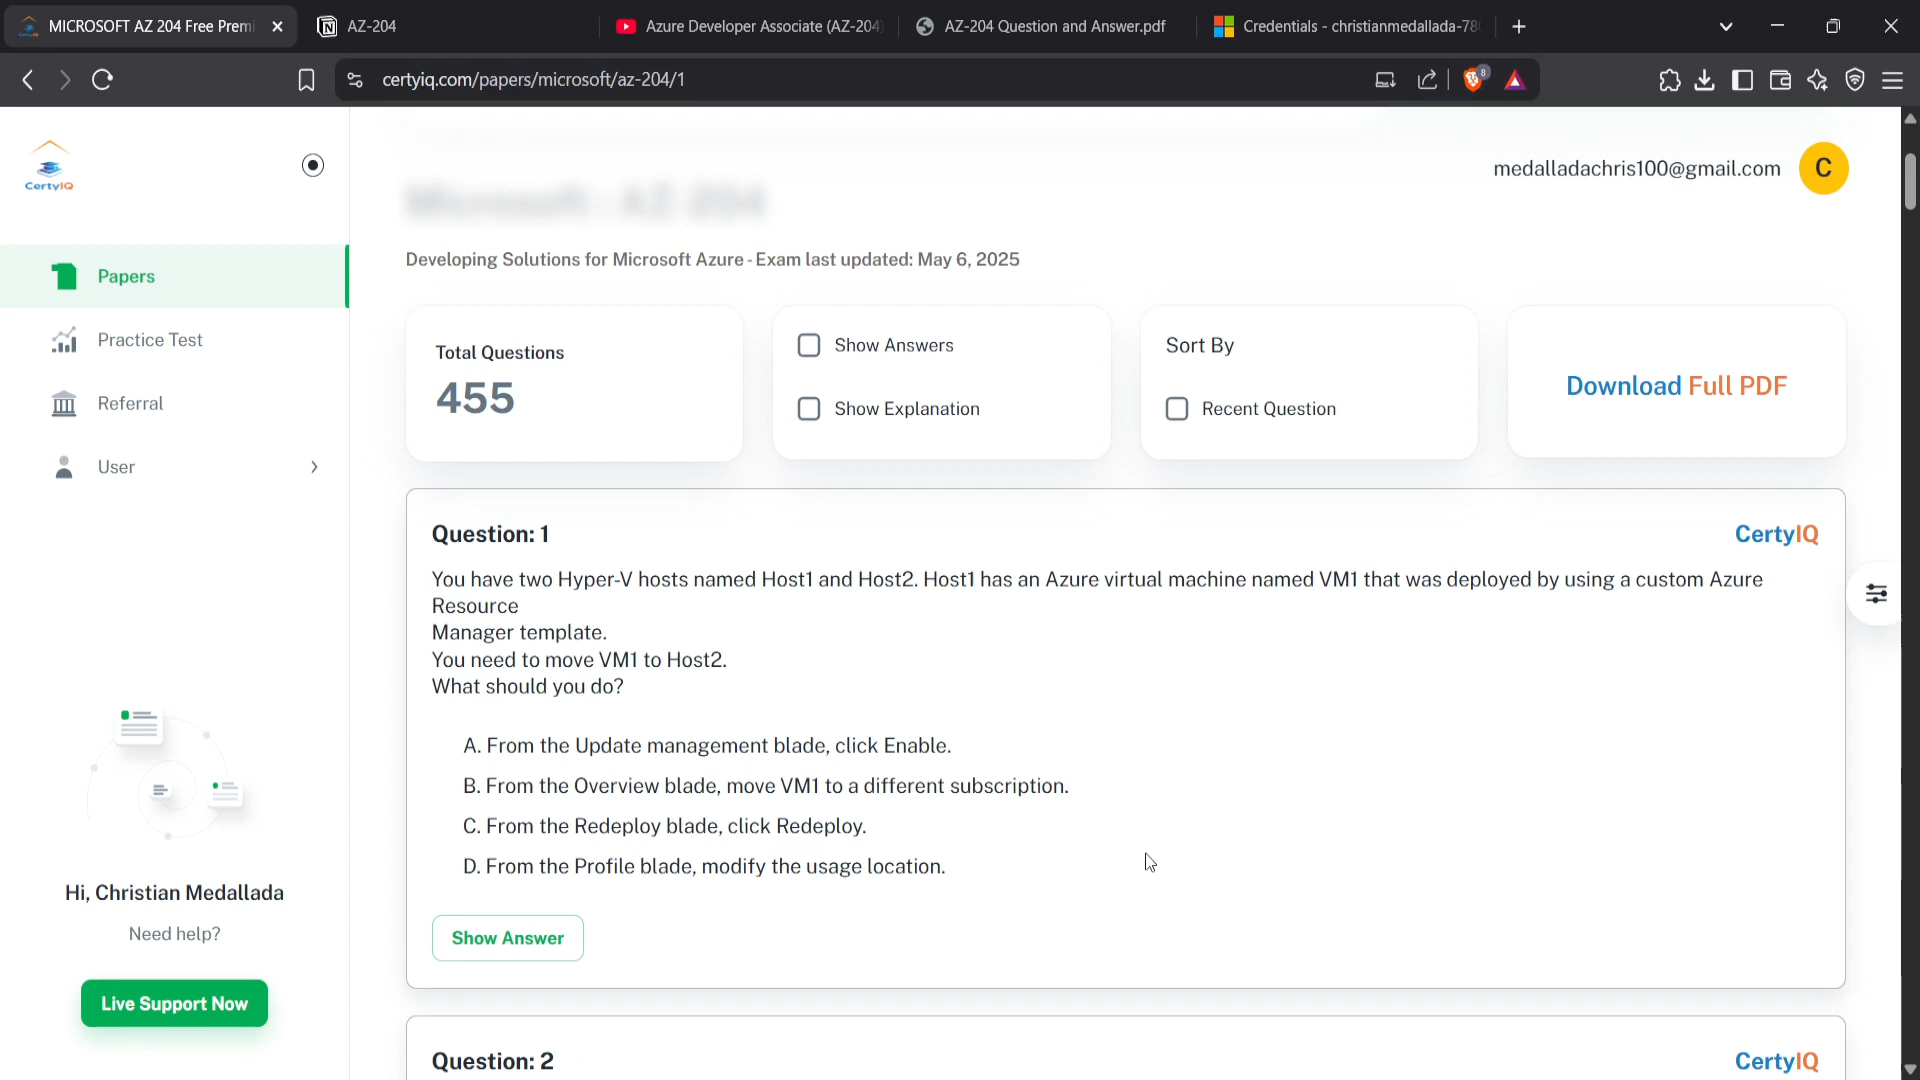 MICROSOFT AZ 204 Free Premi
AZ-204
Azure Developer Associate (AZ-204)
AZ-204 Question and Answer.pdf
Credentials - christianmedallada-78
certyiq.com/papers/microsoft/az-204/1
8
CertyIQ
medalladachris100@gmail.com
C
Microsoft : AZ-204
Developing Solutions for Microsoft Azure - Exam last updated: May 6, 2025
Papers
Practice Test
Referral
User
Total Questions
455
Show Answers
Show Explanation
Sort By
Recent Question
Download Full PDF
Question: 1
CertyIQ
You have two Hyper-V hosts named Host1 and Host2. Host1 has an Azure virtual machine named VM1 that was deployed by using a custom Azure
Resource
Manager template.
You need to move VM1 to Host2.
What should you do?
A. From the Update management blade, click Enable.
B. From the Overview blade, move VM1 to a different subscription.
C. From the Redeploy blade, click Redeploy.
D. From the Profile blade, modify the usage location.
Show Answer
Hi, Christian Medallada
Need help?
Live Support Now
Question: 2
CertyIQ